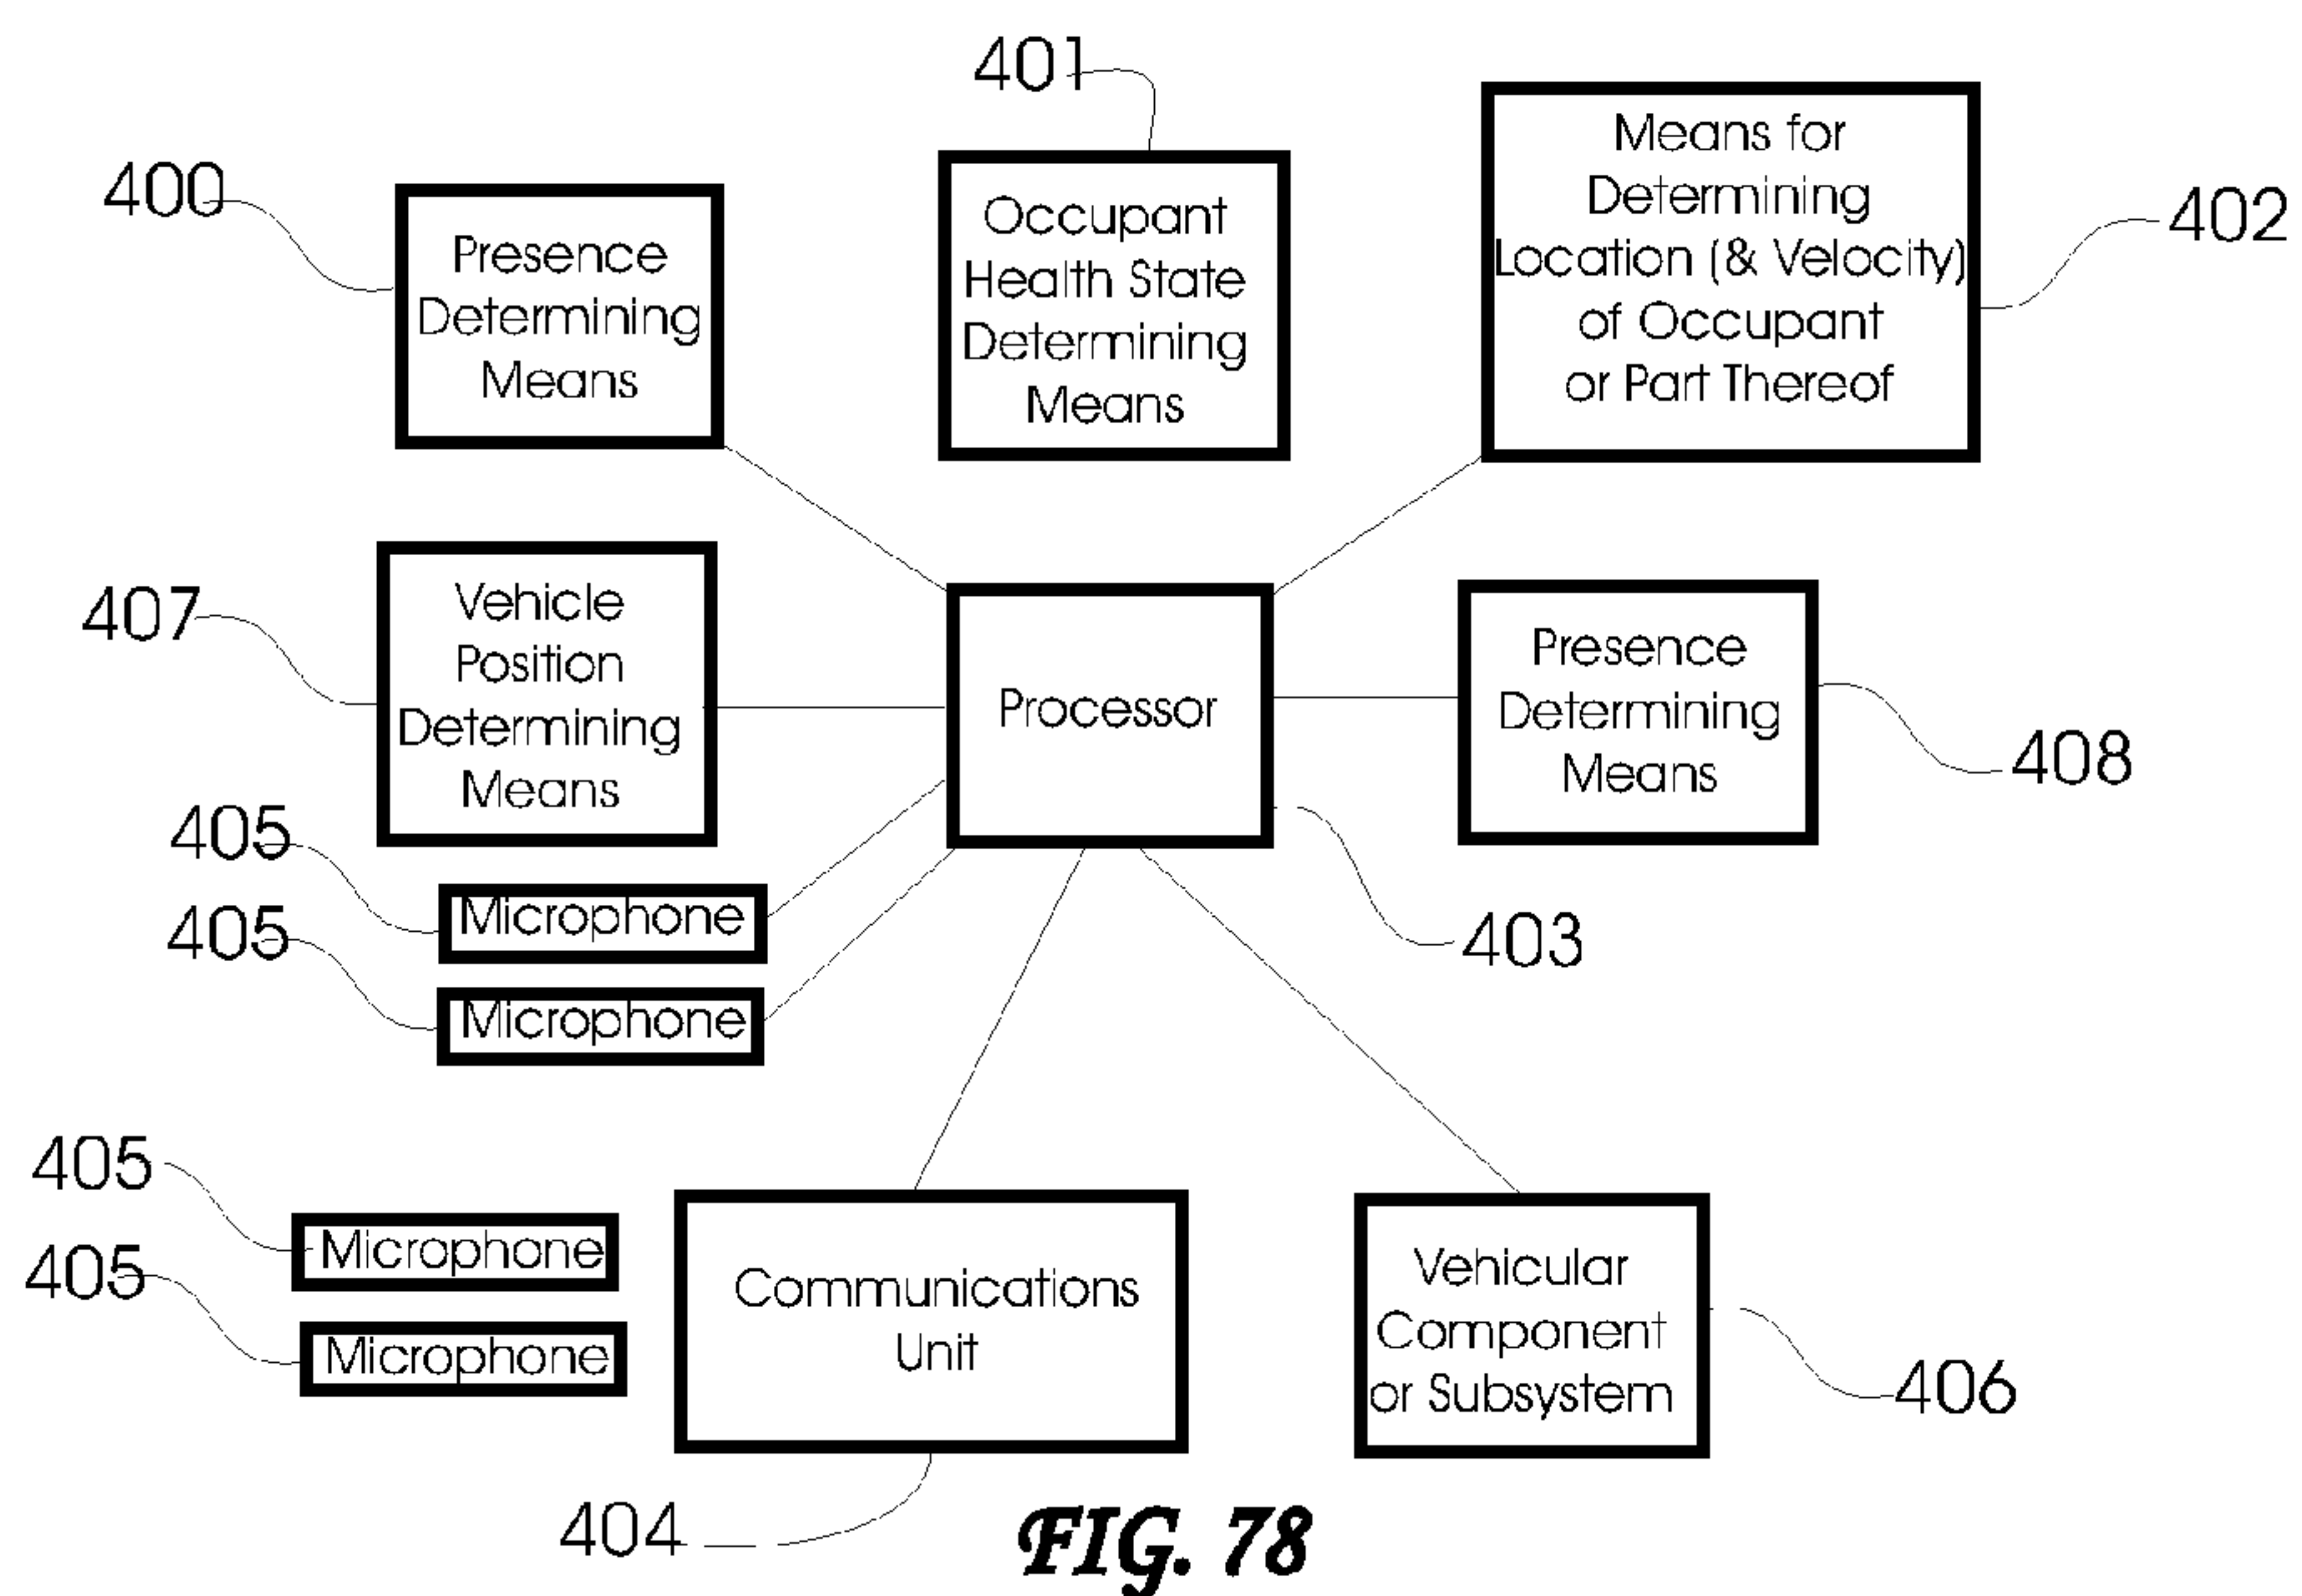 401
400
Presence
Determining
Means
Occupant
Health State
Determining
Means
Means for
Determining
Location (& Velocity)
of Occupant
or Part Thereof
402
407
Vehicle
Position
Determining
Means
Processor
Presence
Determining
Means
408
403
405
Microphone
405
Microphone
405
Microphone
405
Microphone
Communications
Unit
404
Vehicular
Component
or Subsystem
406
FIG. 78